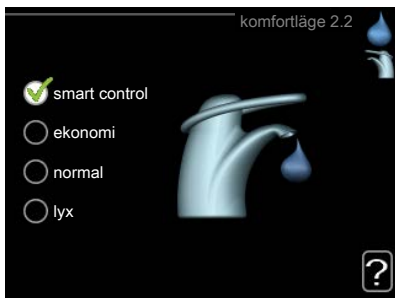 komfortläge 2.2
smart control
ekonomi
normal
lyx
?